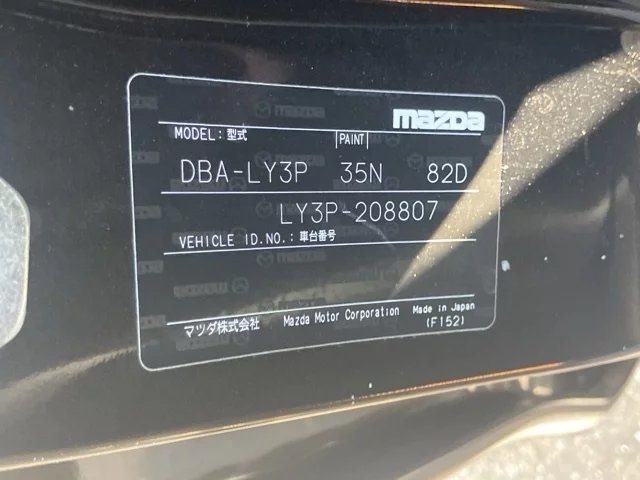 mazda
MODEL: 型式 PAINT
DBA-LY3P 35N 82D
LY3P-208807
VEHICLE ID.NO.: 車台番号
マツダ株式会社 Mazda Motor Corporation Made in Japan
(F152)